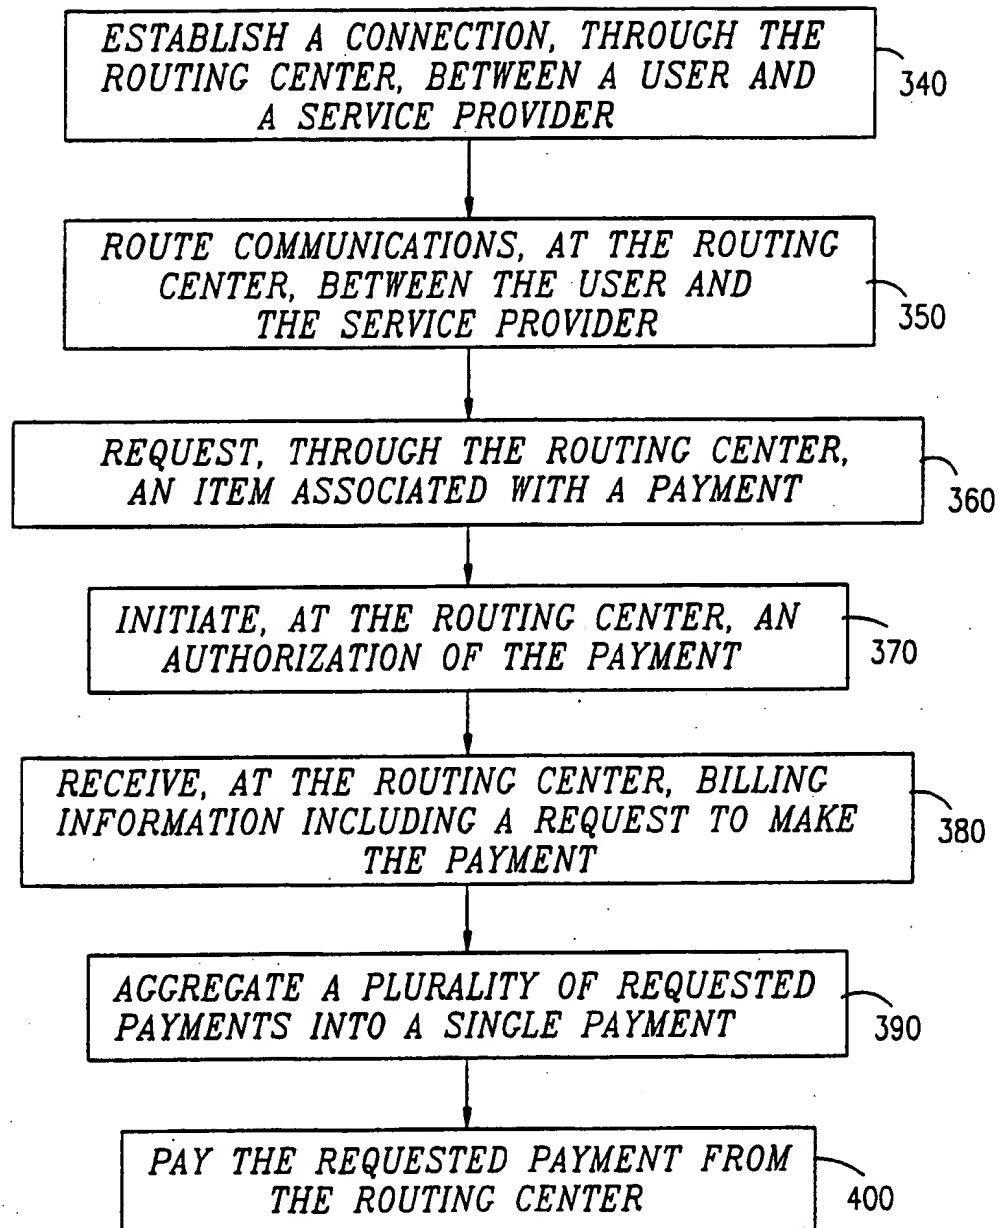 ESTABLISH A CONNECTION, THROUGH THE
ROUTING CENTER, BETWEEN A USER AND
A SERVICE PROVIDER
340
ROUTE COMMUNICATIONS, AT THE ROUTING
CENTER, BETWEEN THE USER AND
THE SERVICE PROVIDER
350
REQUEST, THROUGH THE ROUTING CENTER,
AN ITEM ASSOCIATED WITH A PAYMENT
360
INITIATE, AT THE ROUTING CENTER, AN
AUTHORIZATION OF THE PAYMENT
370
RECEIVE, AT THE ROUTING CENTER, BILLING
INFORMATION INCLUDING A REQUEST TO MAKE
THE PAYMENT
380
AGGREGATE A PLURALITY OF REQUESTED
PAYMENTS INTO A SINGLE PAYMENT
390
PAY THE REQUESTED PAYMENT FROM
THE ROUTING CENTER
400